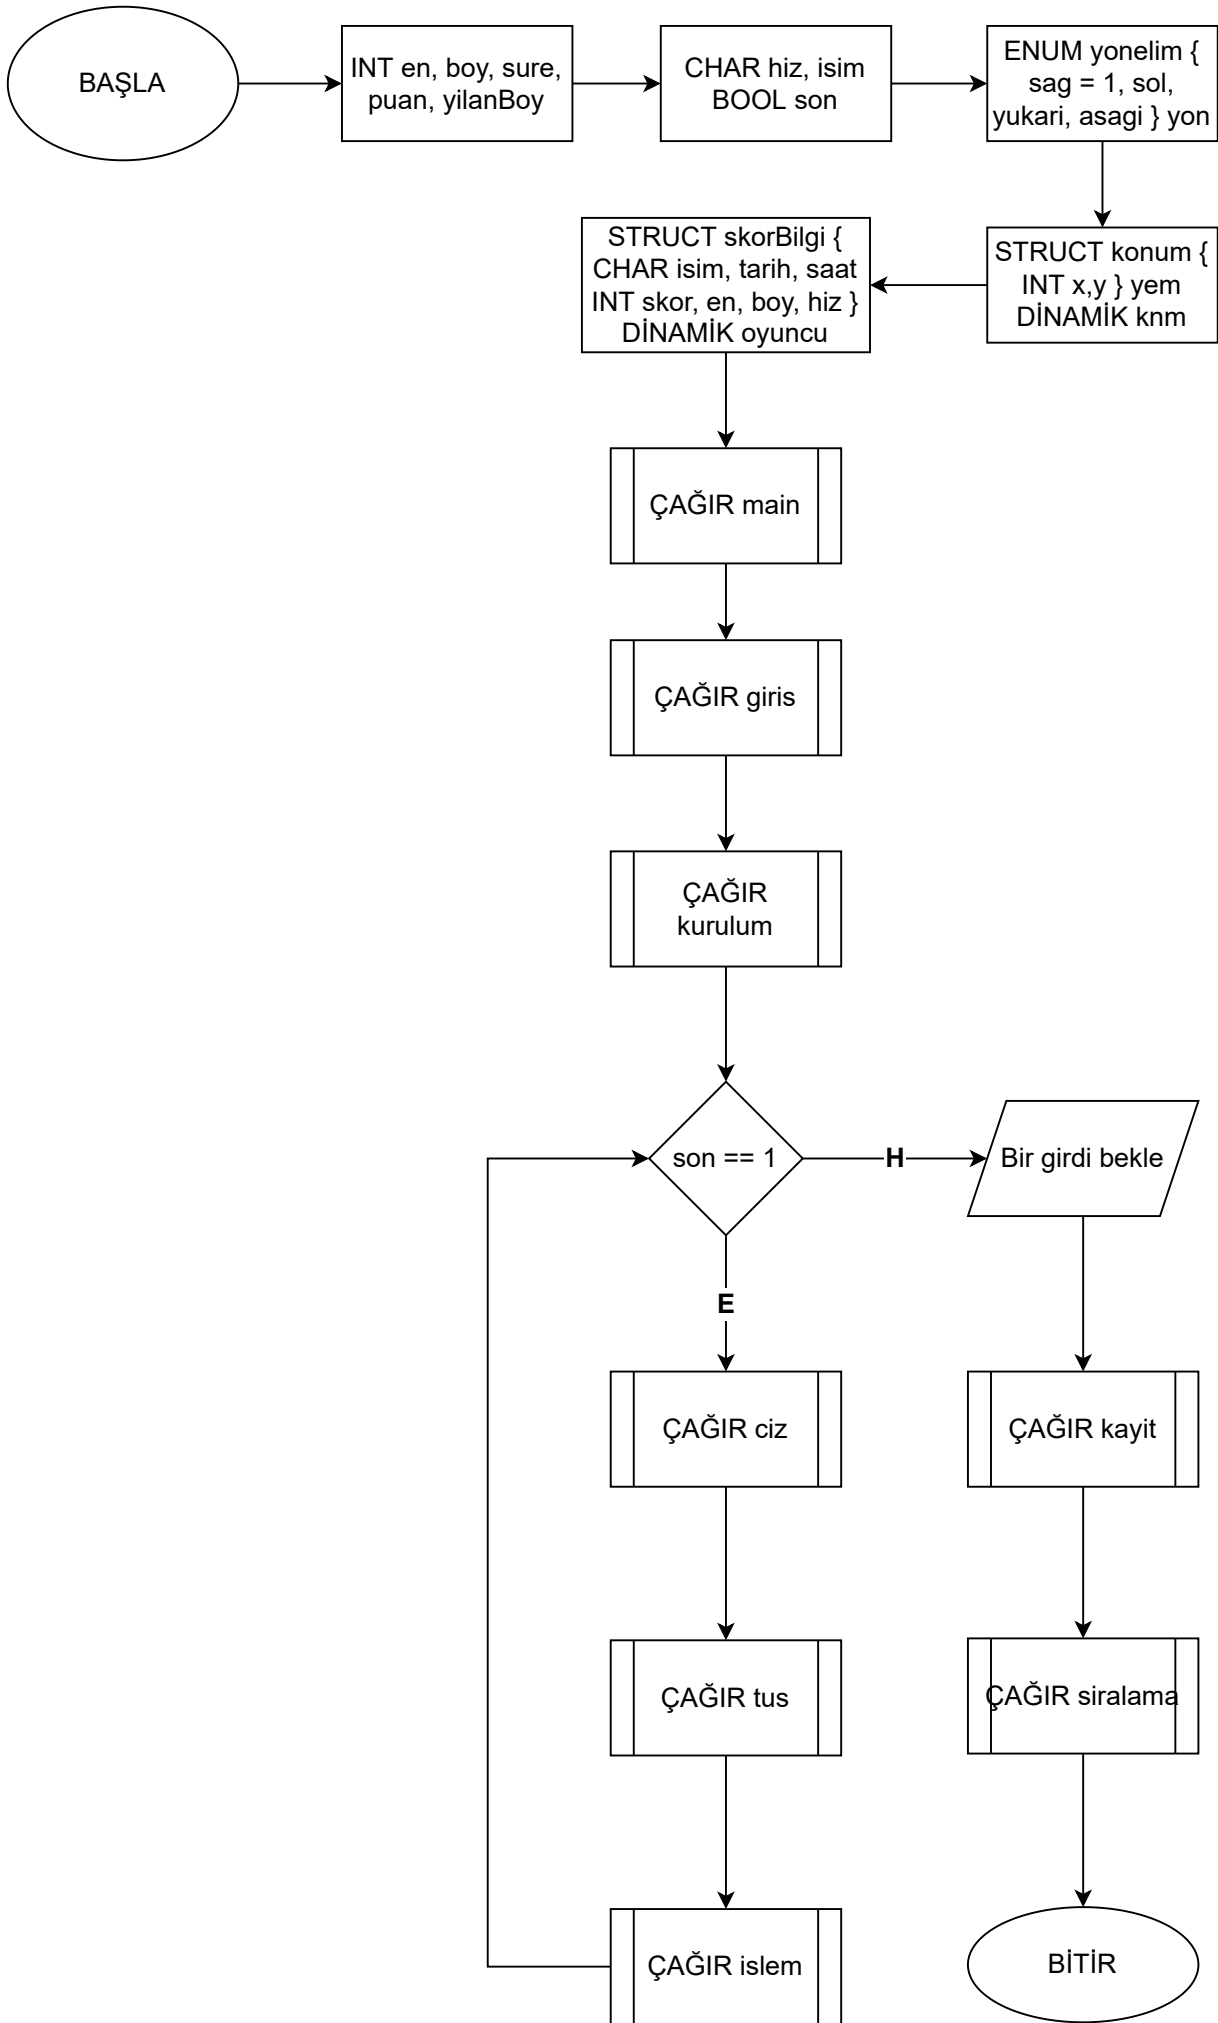 BAŞLA
INT en, boy, sure,
puan, yilanBoy
CHAR hiz, isim
BOOL son
ENUM yonelim {
sag = 1, sol,
yukari, asagi } yon
STRUCT konum {
INT x,y } yem
DİNAMİK knm
STRUCT skorBilgi {
CHAR isim, tarih, saat
INT skor, en, boy, hiz }
DİNAMİK oyuncu
ÇAĞIR main
ÇAĞIR giris
ÇAĞIR
kurulum
son == 1
H
Bir girdi bekle
E
ÇAĞIR ciz
ÇAĞIR kayit
ÇAĞIR tus
ÇAĞIR siralama
ÇAĞIR islem
BİTİR